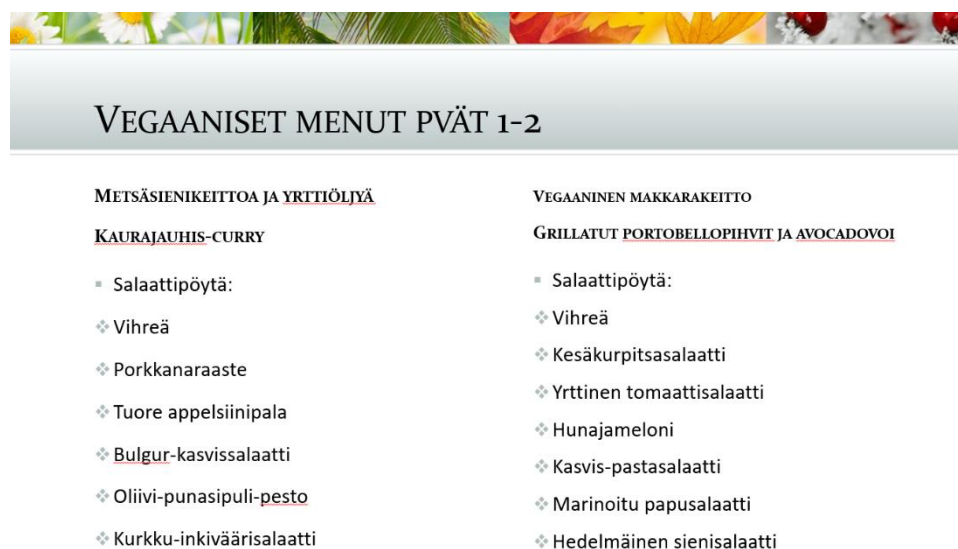 VEGAANISET MENUT PVÄT 1-2
METSÄSIENIKEITTOA JA YRTTIÖLJYÄ
KAURAJAUHIS-CURRY
Salaattipöytä:
Vihreä
Porkkanaraaste
Tuore appelsiinipala
Bulgur-kasvissalaatti
Oliivi-punasipuli-pesto
Kurkku-inkiväärisalaatti
VEGAANINEN MAKKARAKEITTO
GRILLATUT PORTOBELLOPIHVIT JA AVOCADOVOI
Salaattipöytä:
Vihreä
Kesäkurpitsasalaatti
Yrttinen tomaattisalaatti
Hunajameloni
Kasvis-pastasalaatti
Marinoitu papusalaatti
Hedelmäinen sienisalaatti